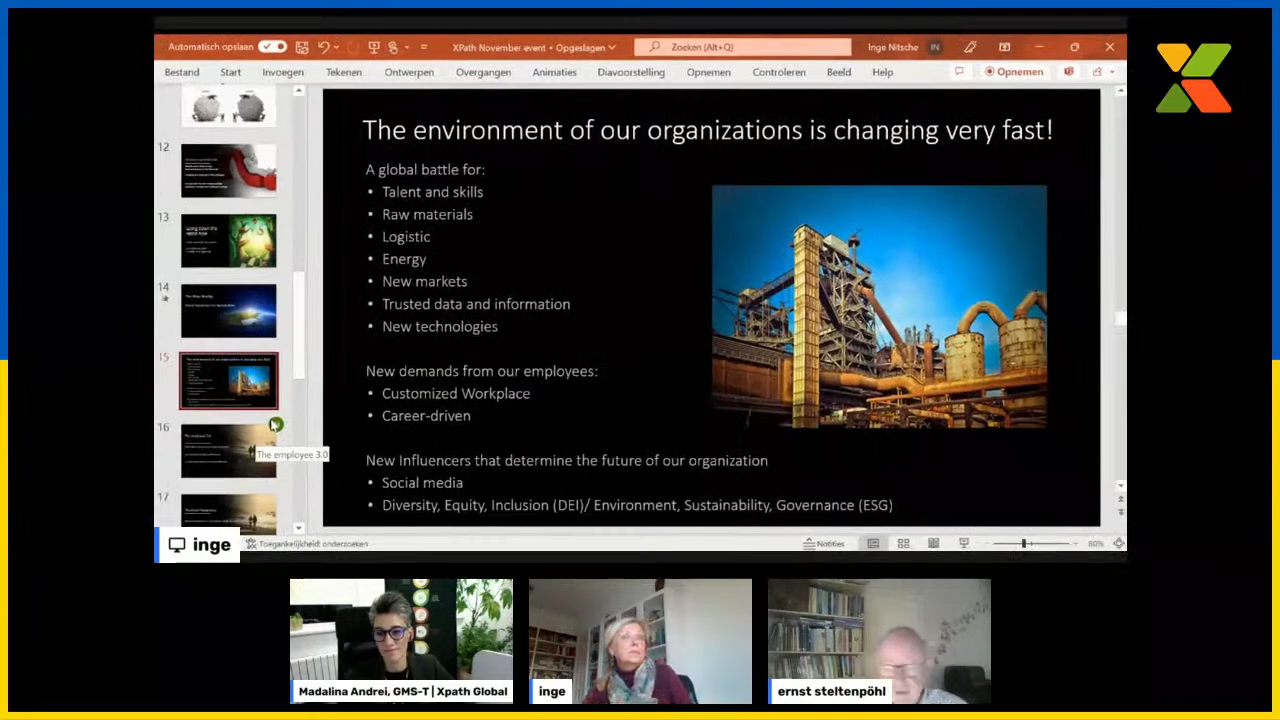 Automatisch opslaan
XPath November event • Opgeslagen
Zoeken (Alt+Q)
Inge Nitsche IN
Bestand Start Invoegen Tekenen Ontwerpen Overgangen Animaties Diavoorstelling Opnemen Controleren Beeld Help
Opnemen
12
13
14
15
16
17
The employee 3.0
The environment of our organizations is changing very fast!
A global battle for:
• Talent and skills
• Raw materials
• Logistic
• Energy
• New markets
• Trusted data and information
• New technologies
New demands from our employees:
• Customized Workplace
• Career-driven
New Influencers that determine the future of our organization
• Social media
• Diversity, Equity, Inclusion (DEI)/ Environment, Sustainability, Governance (ESG)
inge
Toegankelijkheid onderzoeken
Notities
60%
Madalina Andrei, GMS-T | Xpath Global
inge
ernst steltenpöhl